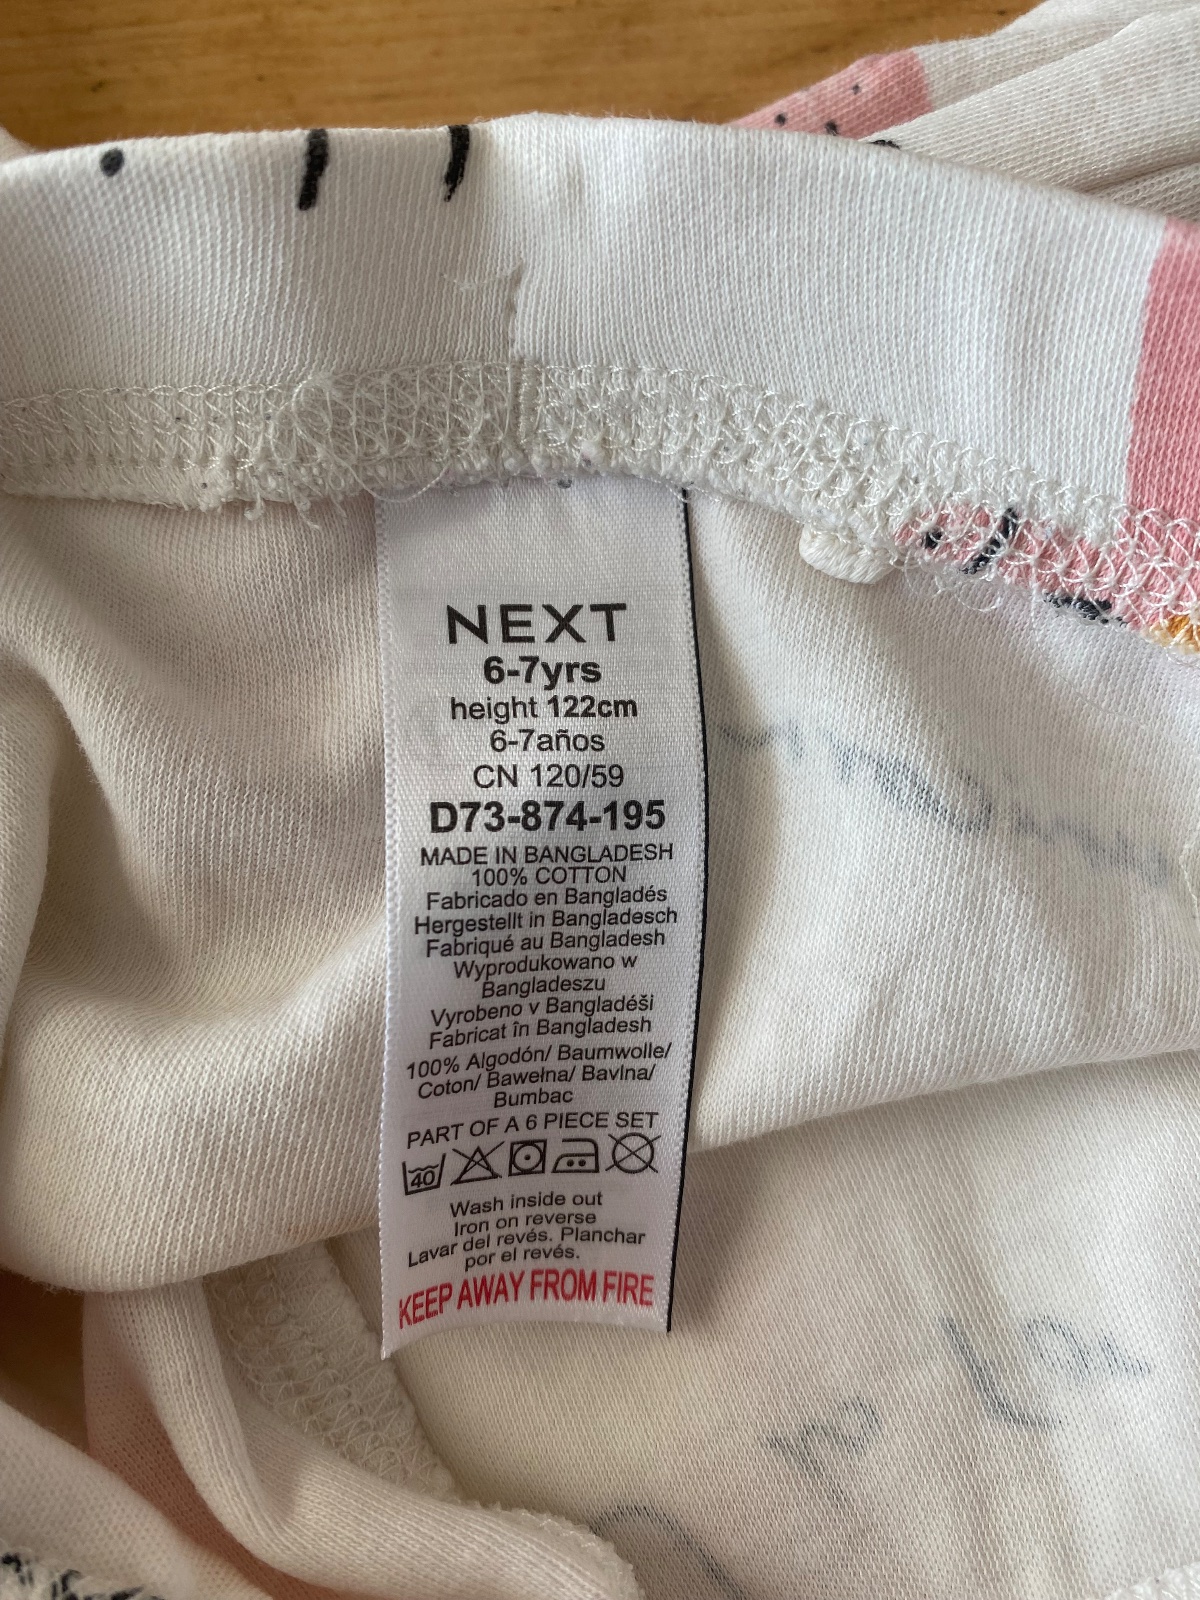 NEXT
6-7yrs
height 122cm
6-7años
CN 120/59
D73-874-195
MADE IN BANGLADESH
100% COTTON
Fabricado en Bangladés
Hergestellt in Bangladesch
Fabriqué au Bangladesh
Wyprodukowano w
Bangladeszu
Vyrobeno v Bangladéši
Fabricat în Bangladesh
100% Algodón/ Baumwolle/
Coton/ Bawełna/ Bavlna/
Bumbac
PART OF A 6 PIECE SET
40
Wash inside out
Iron on reverse
Lavar del revés. Planchar
por el revés.
KEEP AWAY FROM FIRE